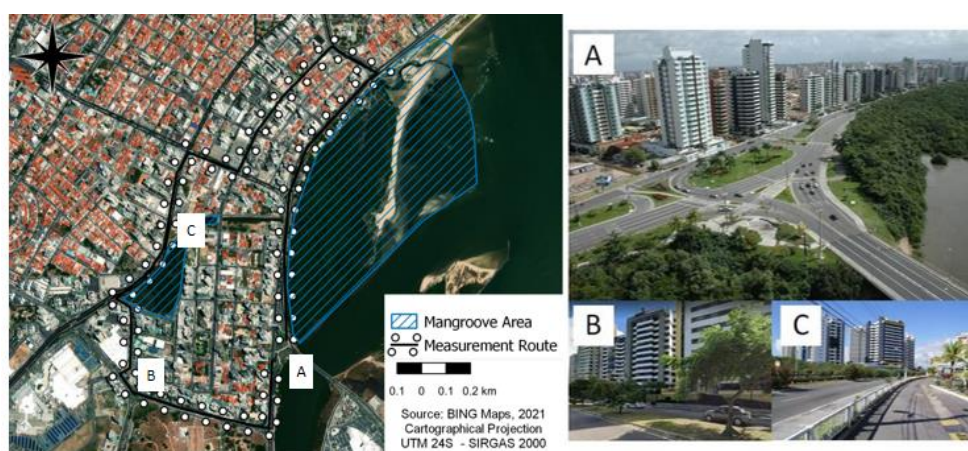 C
B
A
Mangroove Area
Measurement Route
0.1 0 0.1 0.2 km
Source: BING Maps, 2021
Cartographical Projection
UTM 24S - SIRGAS 2000
A
B
C